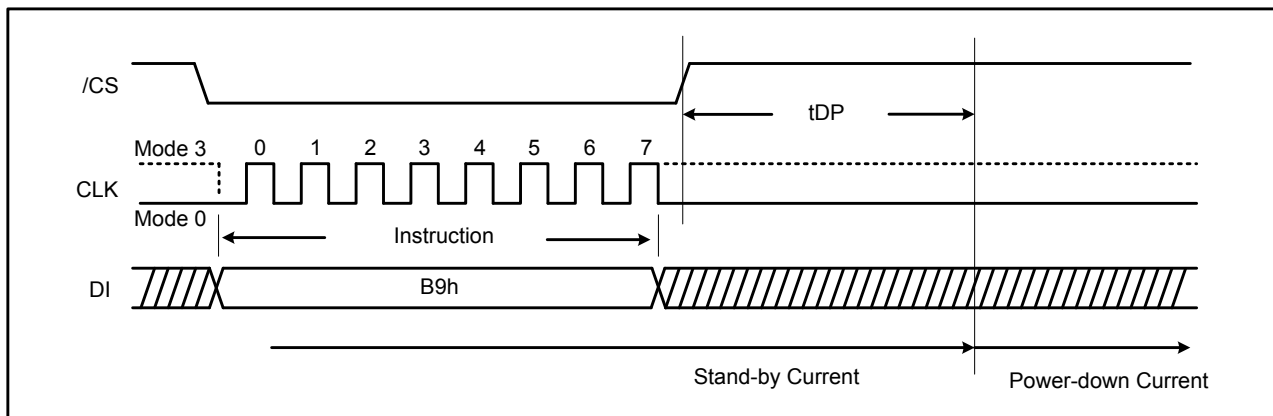 /CS
tDP
Mode 3
0 1 2 3 4 5 6 7
CLK
Mode 0
Instruction
DI
B9h
Stand-by Current
Power-down Current